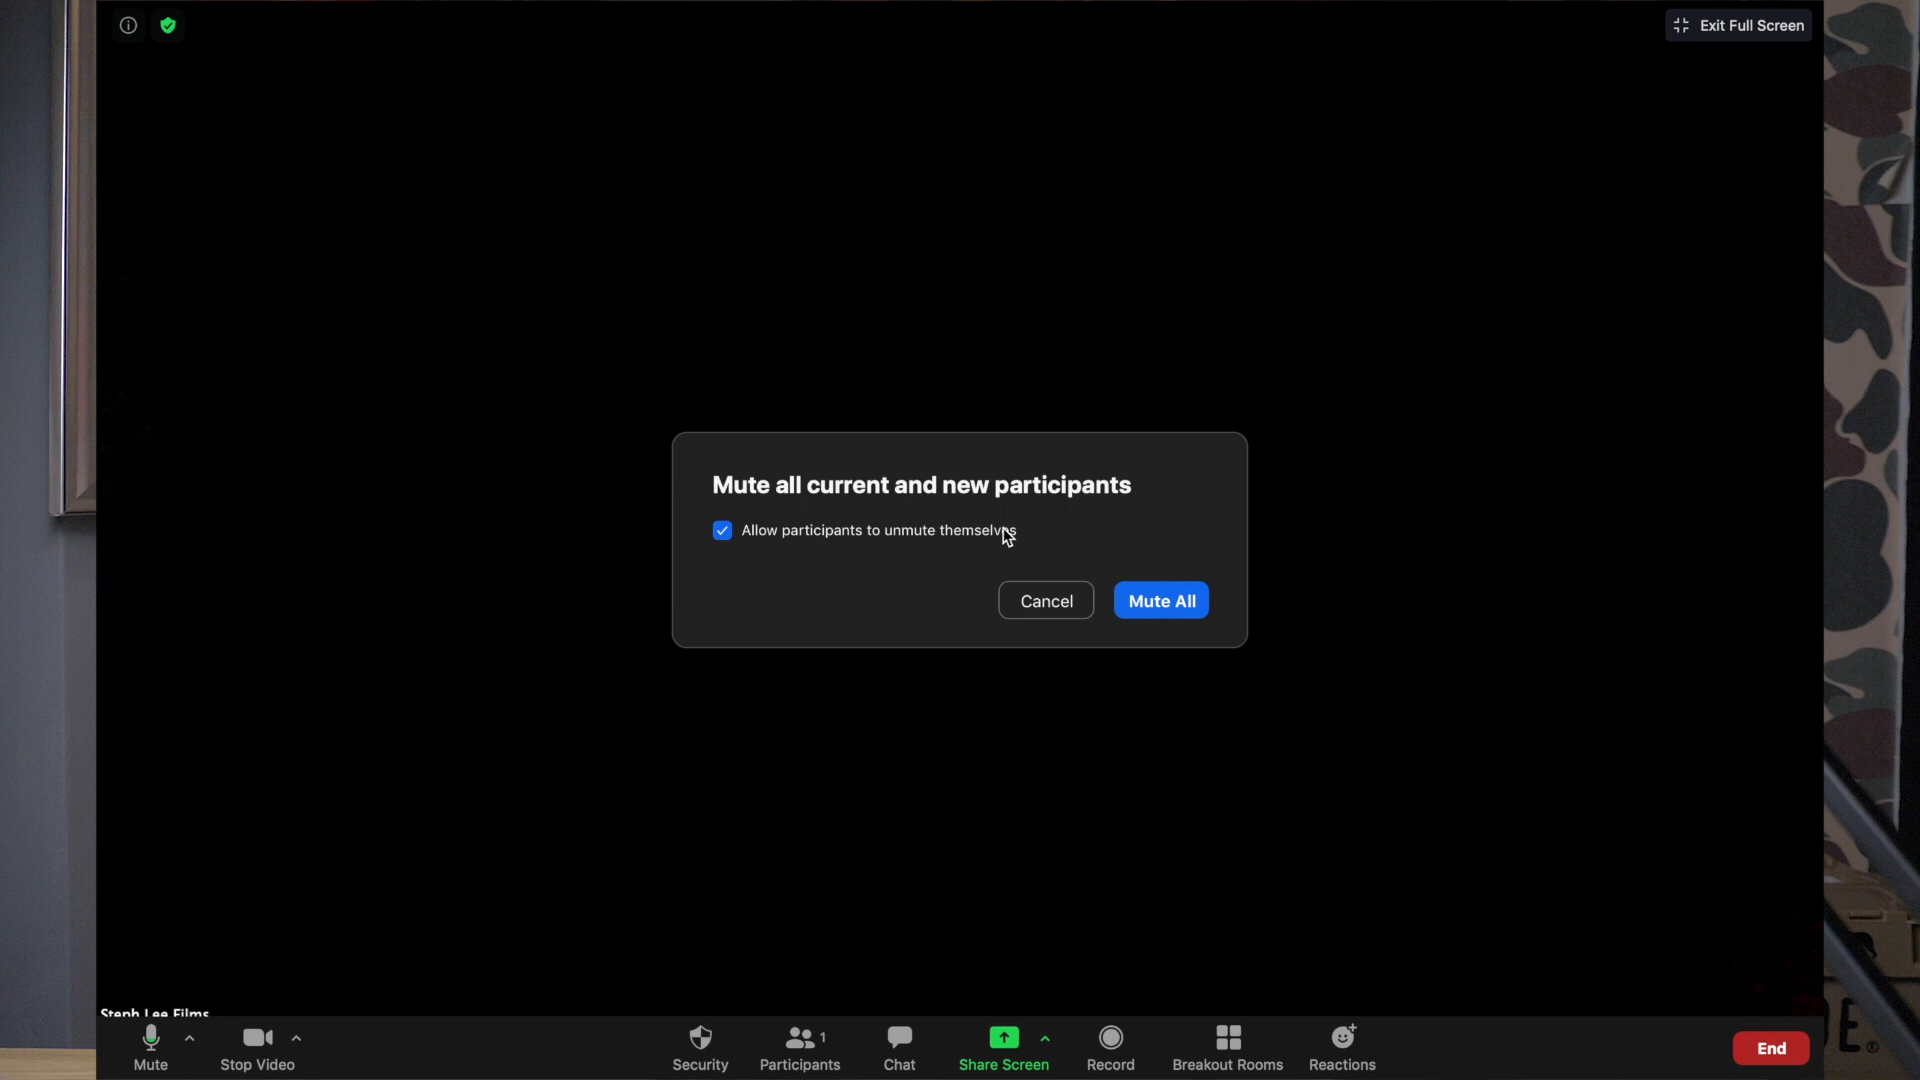 Exit Full Screen
Mute all current and new participants
Allow participants to unmute themselves
Cancel
Mute All
Steph Lee Films
Mute
Stop Video
Security
Participants
1
Chat
Share Screen
Record
Breakout Rooms
Reactions
End
E.®